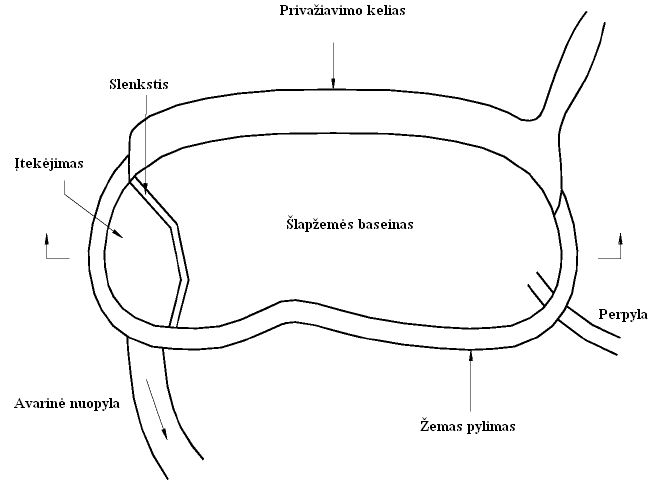 Privažiavimo kelias
Slenkstis
Įtekėjimas
Šlapžemės baseinas
Perpyla
Avarinė nuopyla
Žemas pylimas